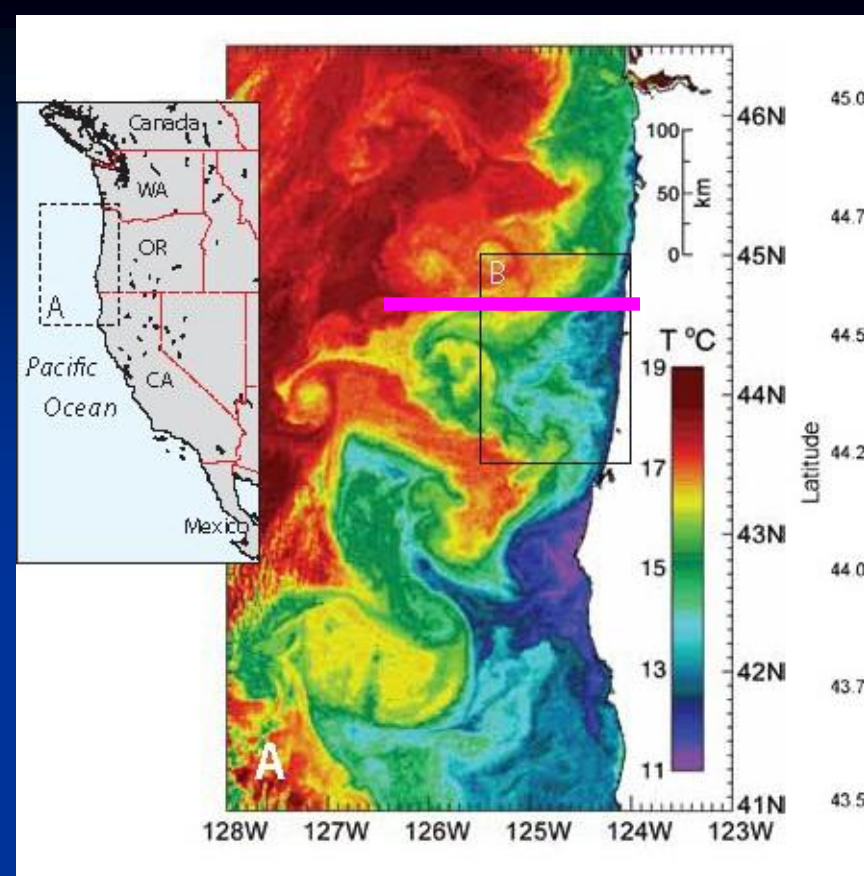 Canada
WA
OR
A
Pacific
Ocean
CA
Mexico
B
A
100
50
0
km
T °C
19
17
15
13
11
46N
45N
44N
43N
42N
41N
128W 127W 126W 125W 124W 123W
Latitude
45.0
44.7
44.5
44.2
44.0
43.7
43.5